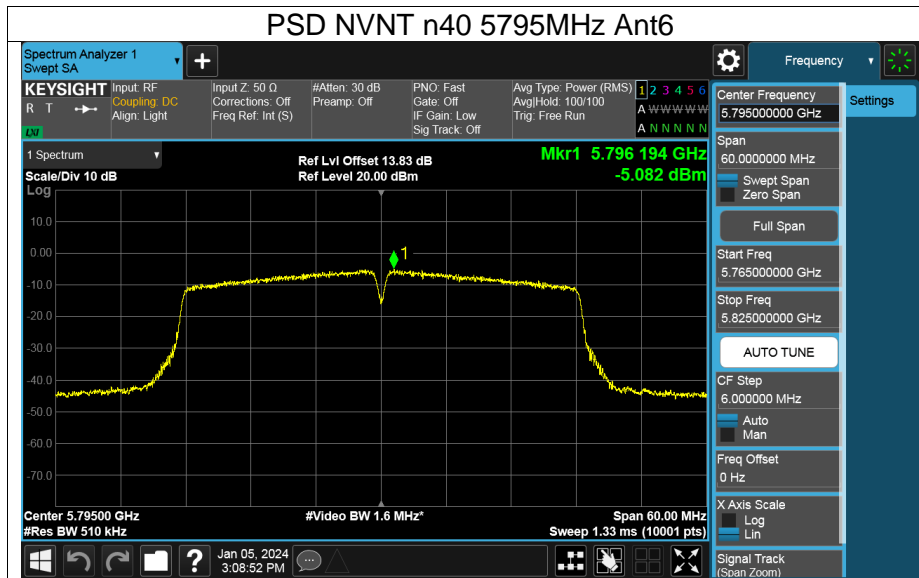 PSD NVNT n40 5795MHz Ant6
Spectrum Analyzer 1
Swept SA
+
Frequency
KEYSIGHT
R T
LXI
Input: RF
Coupling: DC
Align: Light
Input Z: 50 Ω
Corrections: Off
Freq Ref: Int (S)
#Atten: 30 dB
Preamp: Off
PNO: Fast
Gate: Off
IF Gain: Low
Sig Track: Off
Avg Type: Power (RMS)
Avg|Hold: 100/100
Trig: Free Run
1 2 3 4 5 6
A W W W W W
A N N N N N
Center Frequency
5.795000000 GHz
Settings
Span
60.0000000 MHz
Swept Span
Zero Span
Full Span
Start Freq
5.765000000 GHz
Stop Freq
5.825000000 GHz
AUTO TUNE
CF Step
6.000000 MHz
Auto
Man
Freq Offset
0 Hz
X Axis Scale
Log
Lin
Signal Track
(Span Zoom)
1 Spectrum
Scale/Div 10 dB
Ref Lvl Offset 13.83 dB
Ref Level 20.00 dBm
Mkr1 5.796 194 GHz
-5.082 dBm
Log
10.0
0.00
-10.0
-20.0
-30.0
-40.0
-50.0
-60.0
-70.0
1
Center 5.79500 GHz
#Res BW 510 kHz
#Video BW 1.6 MHz*
Span 60.00 MHz
Sweep 1.33 ms (10001 pts)
?
Jan 05, 2024
3:08:52 PM